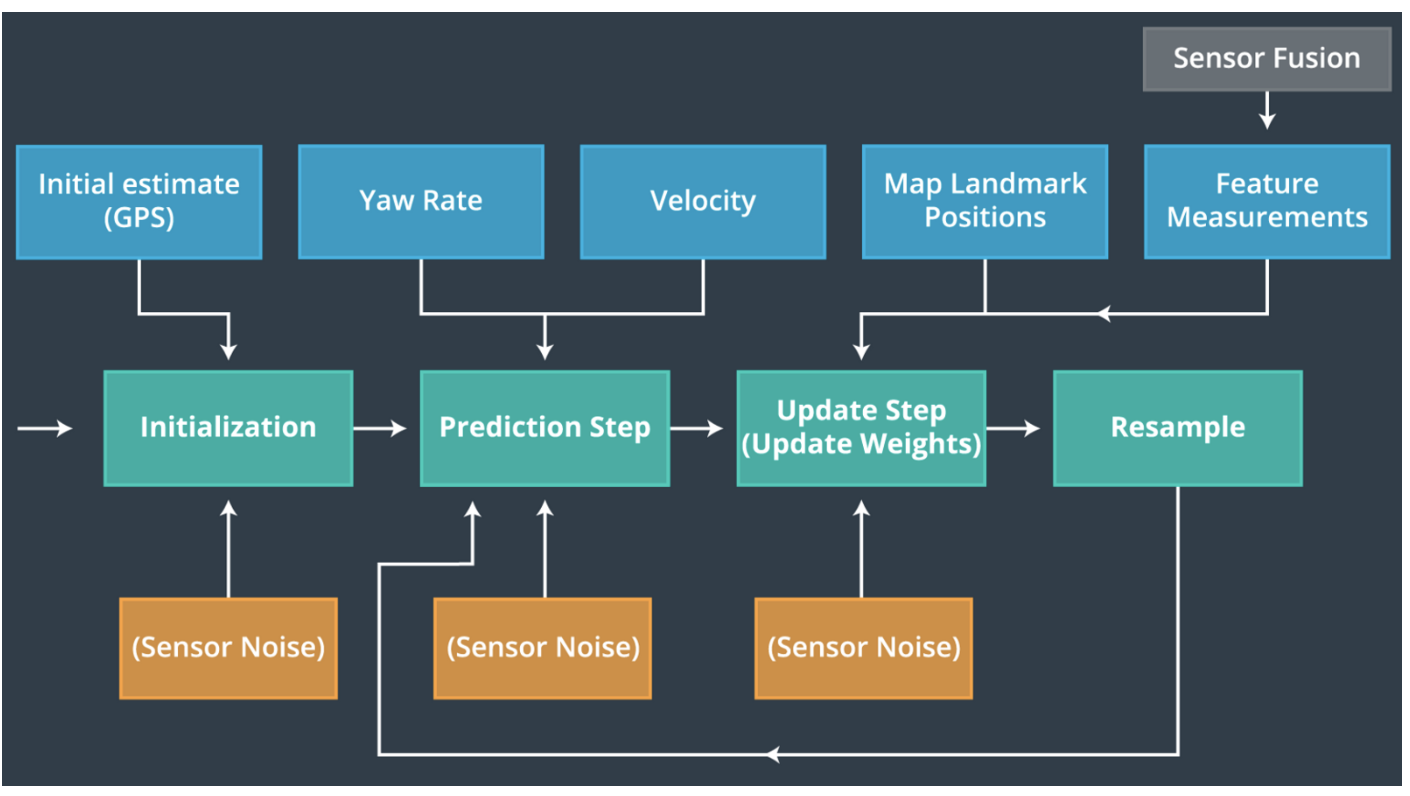 Sensor Fusion
Initial estimate
(GPS)
Yaw Rate
Velocity
Map Landmark
Positions
Feature
Measurements
Initialization
Prediction Step
Update Step
(Update Weights)
Resample
(Sensor Noise)
(Sensor Noise)
(Sensor Noise)